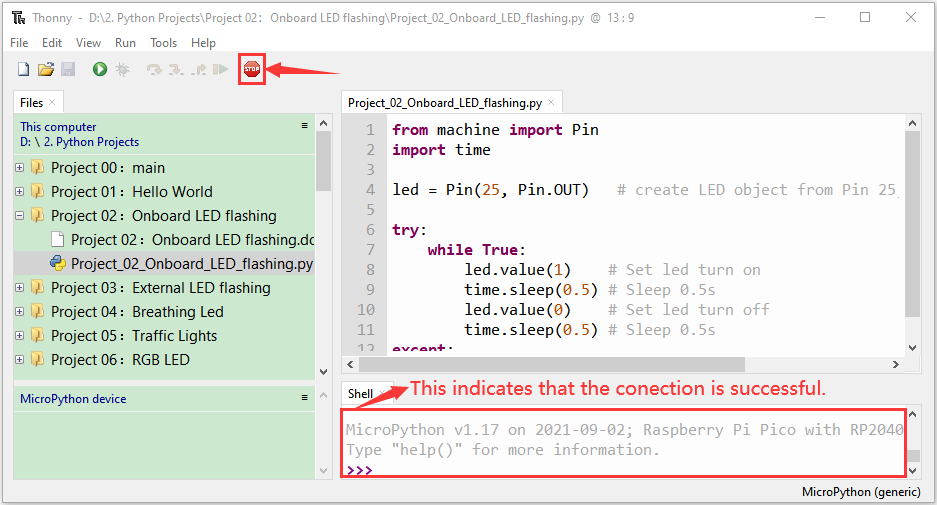 Thonny - D:\2. Python Projects\Project 02：Onboard LED flashing\Project_02_Onboard_LED_flashing.py @ 13 : 9
File Edit View Run Tools Help
STOP
Files
This computer
D: \ 2. Python Projects
Project 00：main
Project 01：Hello World
Project 02：Onboard LED flashing
Project 02：Onboard LED flashing.dc
Project_02_Onboard_LED_flashing.py
Project 03：External LED flashing
Project 04：Breathing Led
Project 05：Traffic Lights
Project 06：RGB LED
MicroPython device
Project_02_Onboard_LED_flashing.py
1 from machine import Pin
2 import time
3
4 led = Pin(25, Pin.OUT) # create LED object from Pin 25,
5
6 try:
7 while True:
8 led.value(1) # Set led turn on
9 time.sleep(0.5) # Sleep 0.5s
10 led.value(0) # Set led turn off
11 time.sleep(0.5) # Sleep 0.5s
12 except:
Shell
This indicates that the conection is successful.
MicroPython v1.17 on 2021-09-02; Raspberry Pi Pico with RP2040
Type "help()" for more information.
>>>
MicroPython (generic)